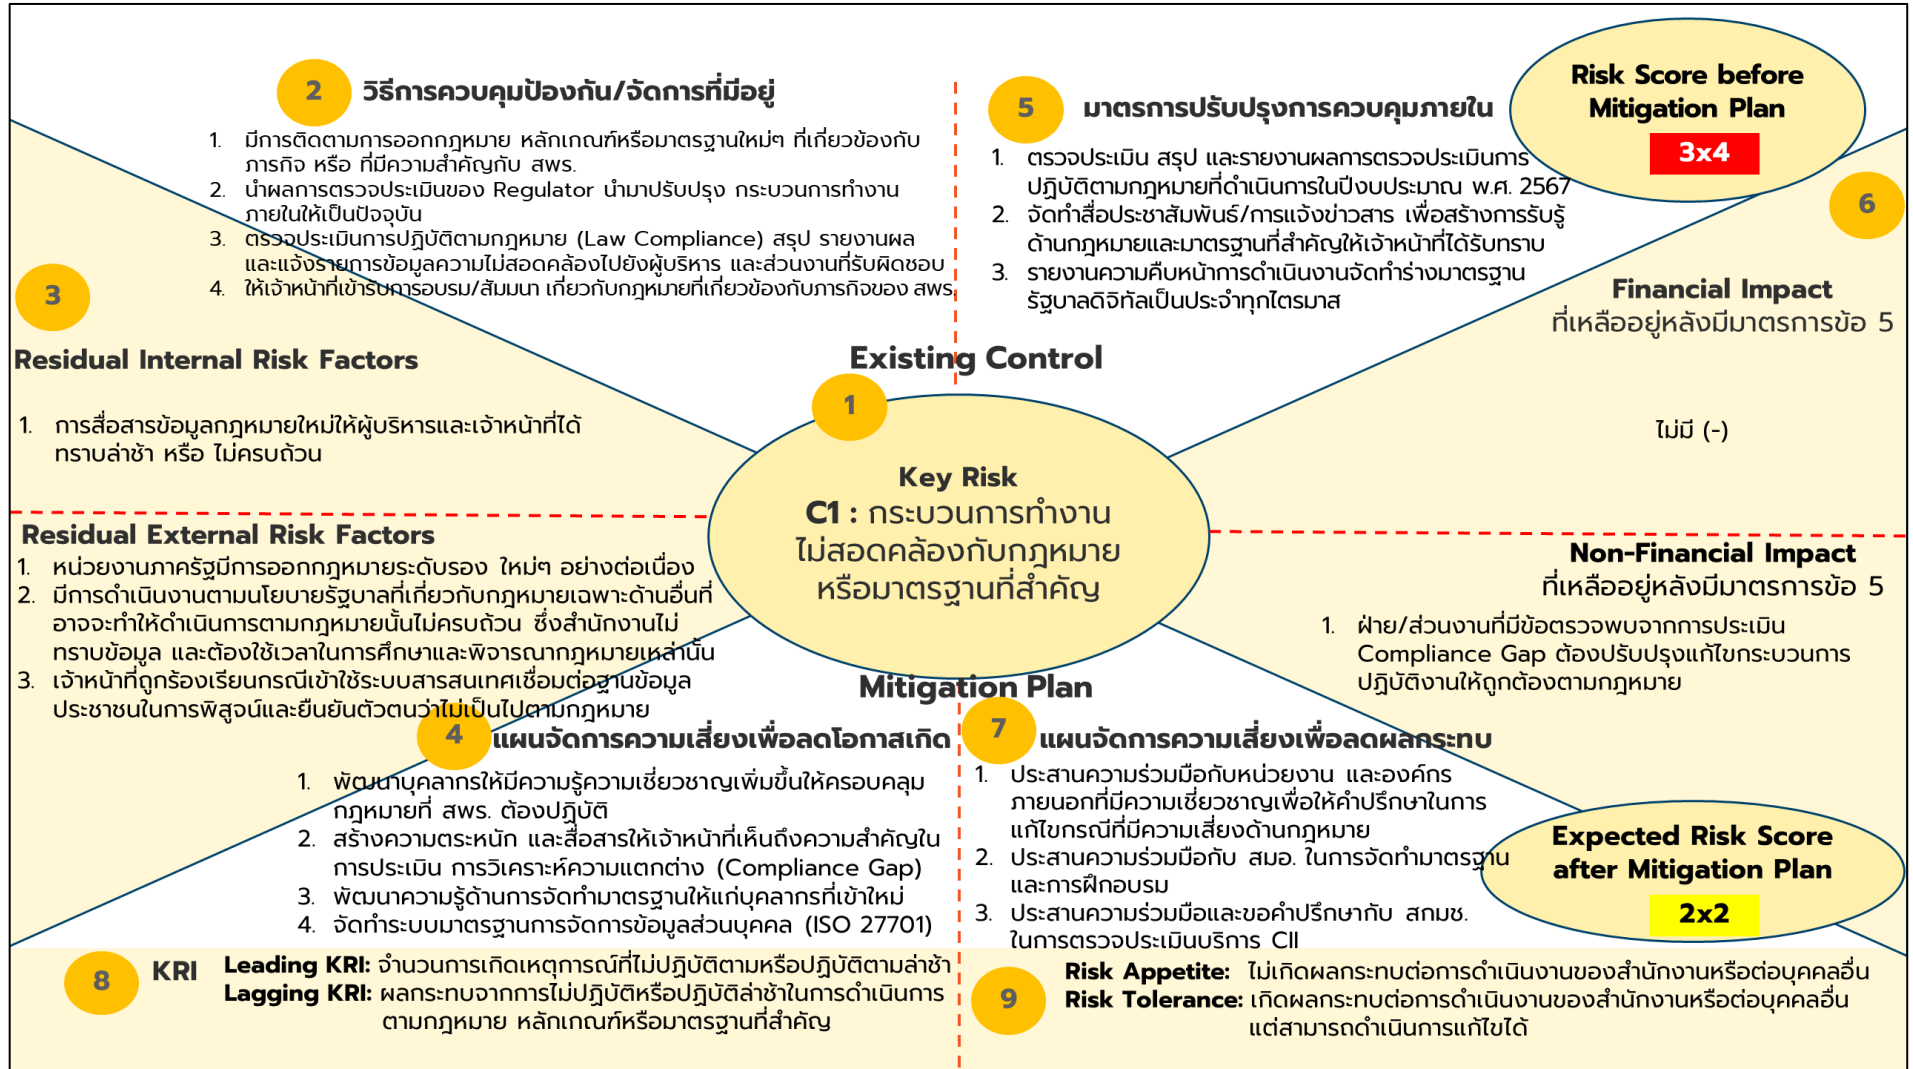 2
วิธีการควบคุมป้องกัน/จัดการที่มีอยู่
1. มีการติดตามการออกกฎหมาย หลักเกณฑ์หรือมาตรฐานใหม่ๆ ที่เกี่ยวข้องกับ
ภารกิจ หรือ ที่มีความสำคัญกับ สพร.
2. นำผลการตรวจประเมินของ Regulator นำมาปรับปรุง กระบวนการทำงาน
ภายในให้เป็นปัจจุบัน
3. ตรวจประเมินการปฏิบัติตามกฎหมาย (Law Compliance) สรุป รายงานผล
และแจ้งรายการข้อมูลความไม่สอดคล้องไปยังผู้บริหาร และส่วนงานที่รับผิดชอบ
4. ให้เจ้าหน้าที่เข้ารับการอบรม/สัมมนา เกี่ยวกับกฎหมายที่เกี่ยวข้องกับภารกิจของ สพร.
5
มาตรการปรับปรุงการควบคุมภายใน
1. ตรวจประเมิน สรุป และรายงานผลการตรวจประเมินการ
ปฏิบัติตามกฎหมายที่ดำเนินการในปีงบประมาณ พ.ศ. 2567
2. จัดทำสื่อประชาสัมพันธ์/การแจ้งข่าวสาร เพื่อสร้างการรับรู้
ด้านกฎหมายและมาตรฐานที่สำคัญให้เจ้าหน้าที่ได้รับทราบ
3. รายงานความคืบหน้าการดำเนินงานจัดทำร่างมาตรฐาน
รัฐบาลดิจิทัลเป็นประจำทุกไตรมาส
Risk Score before
Mitigation Plan
3x4
6
Financial Impact
ที่เหลืออยู่หลังมีมาตรการข้อ 5
ไม่มี (-)
3
Residual Internal Risk Factors
1. การสื่อสารข้อมูลกฎหมายใหม่ให้ผู้บริหารและเจ้าหน้าที่ได้
ทราบล่าช้า หรือ ไม่ครบถ้วน
Existing Control
1
Key Risk
C1 : กระบวนการทำงาน
ไม่สอดคล้องกับกฎหมาย
หรือมาตรฐานที่สำคัญ
Residual External Risk Factors
1. หน่วยงานภาครัฐมีการออกกฎหมายระดับรอง ใหม่ๆ อย่างต่อเนื่อง
2. มีการดำเนินงานตามนโยบายรัฐบาลที่เกี่ยวกับกฎหมายเฉพาะด้านอื่นที่
อาจจะทำให้ดำเนินการตามกฎหมายนั้นไม่ครบถ้วน ซึ่งสำนักงานไม่
ทราบข้อมูล และต้องใช้เวลาในการศึกษาและพิจารณากฎหมายเหล่านั้น
3. เจ้าหน้าที่ถูกร้องเรียนกรณีเข้าใช้ระบบสารสนเทศเชื่อมต่อฐานข้อมูล
ประชาชนในการพิสูจน์และยืนยันตัวตนว่าไม่เป็นไปตามกฎหมาย
Non-Financial Impact
ที่เหลืออยู่หลังมีมาตรการข้อ 5
1. ฝ่าย/ส่วนงานที่มีข้อตรวจพบจากการประเมิน
Compliance Gap ต้องปรับปรุงแก้ไขกระบวนการ
ปฏิบัติงานให้ถูกต้องตามกฎหมาย
Mitigation Plan
4
แผนจัดการความเสี่ยงเพื่อลดโอกาสเกิด
1. พัฒนาบุคลากรให้มีความรู้ความเชี่ยวชาญเพิ่มขึ้นให้ครอบคลุม
กฎหมายที่ สพร. ต้องปฏิบัติ
2. สร้างความตระหนัก และสื่อสารให้เจ้าหน้าที่เห็นถึงความสำคัญใน
การประเมิน การวิเคราะห์ความแตกต่าง (Compliance Gap)
3. พัฒนาความรู้ด้านการจัดทำมาตรฐานให้แก่บุคลากรที่เข้าใหม่
4. จัดทำระบบมาตรฐานการจัดการข้อมูลส่วนบุคคล (ISO 27701)
7
แผนจัดการความเสี่ยงเพื่อลดผลกระทบ
1. ประสานความร่วมมือกับหน่วยงาน และองค์กร
ภายนอกที่มีความเชี่ยวชาญเพื่อให้คำปรึกษาในการ
แก้ไขกรณีที่มีความเสี่ยงด้านกฎหมาย
2. ประสานความร่วมมือกับ สมอ. ในการจัดทำมาตรฐาน
และการฝึกอบรม
3. ประสานความร่วมมือและขอคำปรึกษากับ สกมช.
ในการตรวจประเมินบริการ CII
Expected Risk Score
after Mitigation Plan
2x2
8
KRI
Leading KRI: จำนวนการเกิดเหตุการณ์ที่ไม่ปฏิบัติตามหรือปฏิบัติตามล่าช้า
Lagging KRI: ผลกระทบจากการไม่ปฏิบัติหรือปฏิบัติล่าช้าในการดำเนินการ
ตามกฎหมาย หลักเกณฑ์หรือมาตรฐานที่สำคัญ
9
Risk Appetite: ไม่เกิดผลกระทบต่อการดำเนินงานของสำนักงานหรือต่อบุคคลอื่น
Risk Tolerance: เกิดผลกระทบต่อการดำเนินงานของสำนักงานหรือต่อบุคคลอื่น
แต่สามารถดำเนินการแก้ไขได้